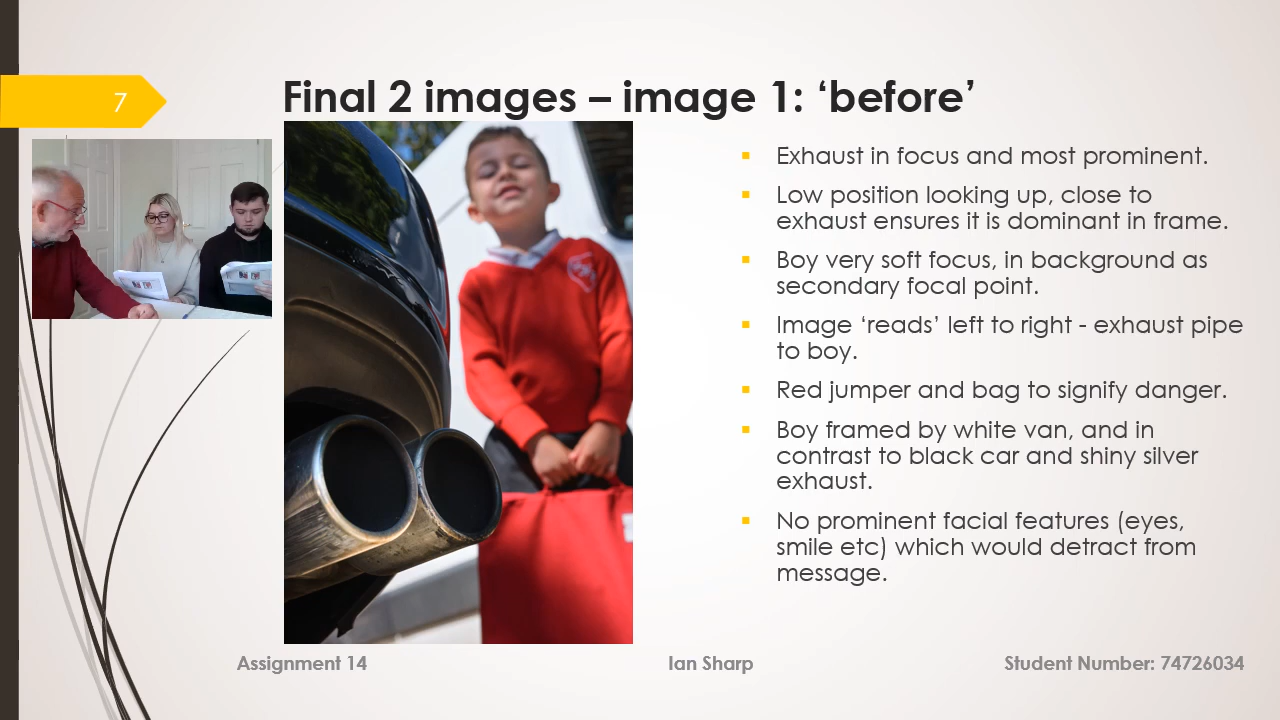 7
Final 2 images – image 1: ‘before’
Exhaust in focus and most prominent.
Low position looking up, close to
exhaust ensures it is dominant in frame.
Boy very soft focus, in background as
secondary focal point.
Image ‘reads’ left to right - exhaust pipe
to boy.
Red jumper and bag to signify danger.
Boy framed by white van, and in
contrast to black car and shiny silver
exhaust.
No prominent facial features (eyes,
smile etc) which would detract from
message.
Assignment 14
Ian Sharp
Student Number: 74726034